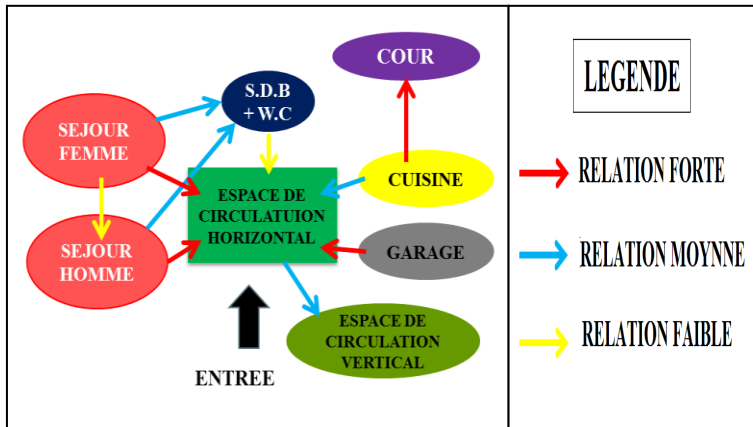 COUR
S.D.B
+ W.C
SEJOUR
FEMME
CUISINE
ESPACE DE
CIRCULATUION
HORIZONTAL
SEJOUR
HOMME
GARAGE
ESPACE DE
CIRCULATION
VERTICAL
ENTREE
LEGENDE
RELATION FORTE
RELATION MOYNNE
RELATION FAIBLE